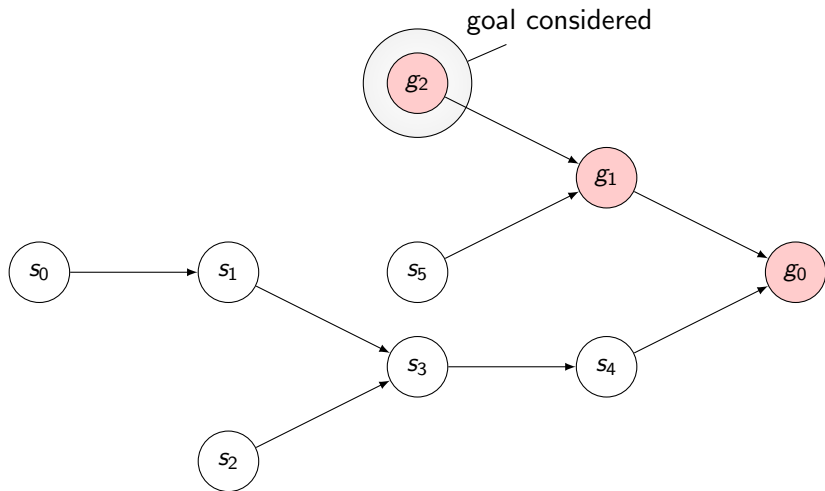 goal considered
g₂
g₁
s₀
s₁
s₅
g₀
s₃
s₄
s₂